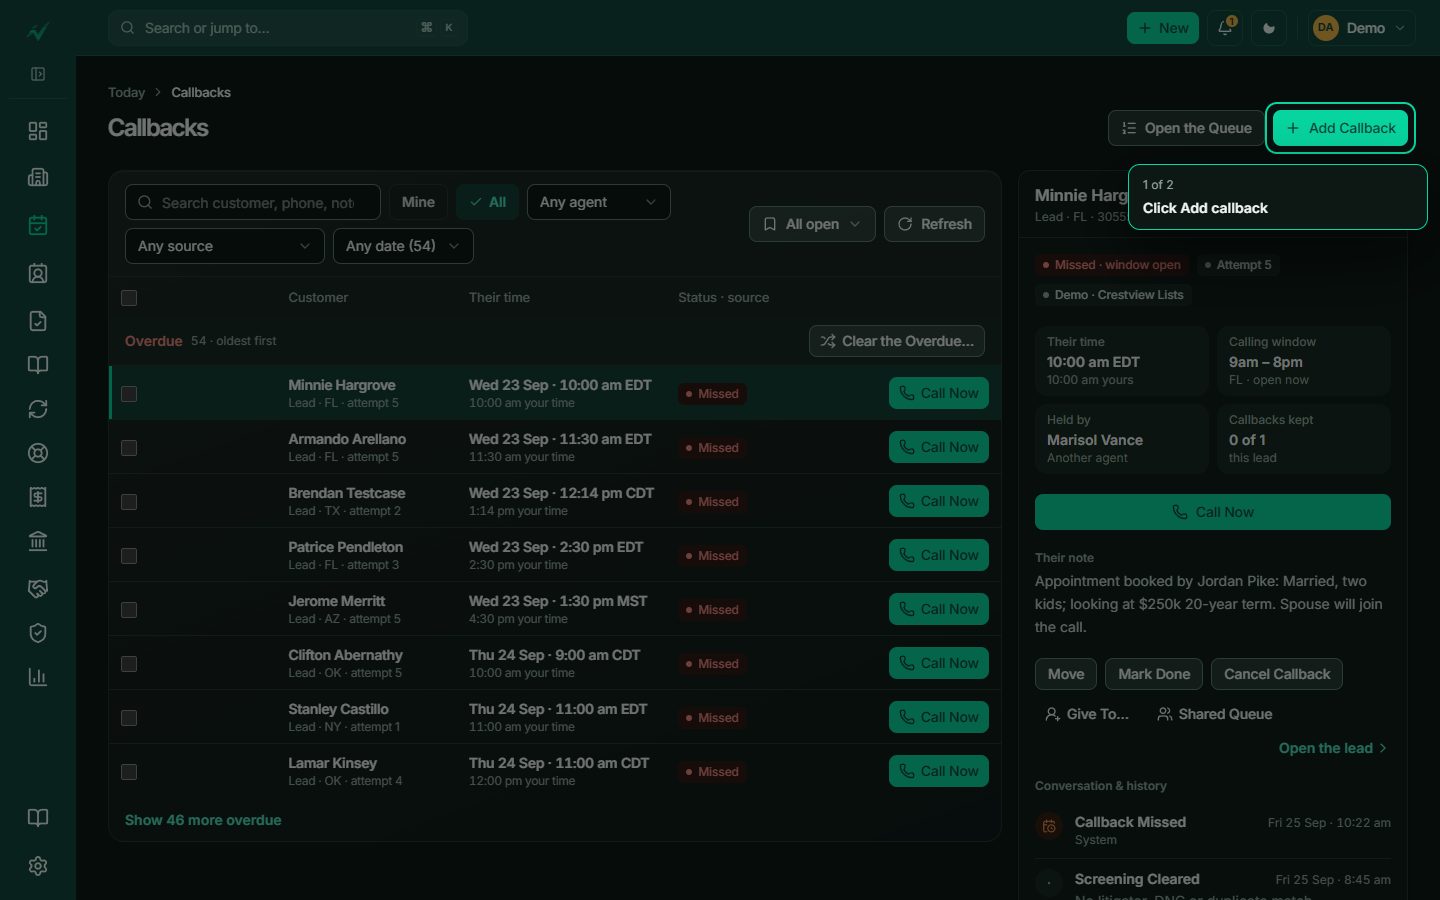 Search or jump to...
⌘ K
New
1
DA
Demo
Today
Callbacks
Callbacks
Open the Queue
Add Callback
1 of 2
Click Add callback
Search customer, phone, not
Mine
All
Any agent
All open
Refresh
Any source
Any date (54)
Customer
Their time
Status · source
Overdue 54 · oldest first
Clear the Overdue...
Minnie Hargrove
Wed 23 Sep · 10:00 am EDT
Missed
Call Now
Lead · FL · attempt 5
10:00 am your time
Armando Arellano
Wed 23 Sep · 11:30 am EDT
Missed
Call Now
Lead · FL · attempt 5
11:30 am your time
Brendan Testcase
Wed 23 Sep · 12:14 pm CDT
Missed
Call Now
Lead · TX · attempt 2
1:14 pm your time
Patrice Pendleton
Wed 23 Sep · 2:30 pm EDT
Missed
Call Now
Lead · FL · attempt 3
2:30 pm your time
Jerome Merritt
Wed 23 Sep · 1:30 pm MST
Missed
Call Now
Lead · AZ · attempt 5
4:30 pm your time
Clifton Abernathy
Thu 24 Sep · 9:00 am CDT
Missed
Call Now
Lead · OK · attempt 5
10:00 am your time
Stanley Castillo
Thu 24 Sep · 11:00 am EDT
Missed
Call Now
Lead · NY · attempt 1
11:00 am your time
Lamar Kinsey
Thu 24 Sep · 11:00 am CDT
Missed
Call Now
Lead · OK · attempt 4
12:00 pm your time
Show 46 more overdue
Minnie Harg
Lead · FL · 3055
Missed · window open
Attempt 5
Demo · Crestview Lists
Their time
10:00 am EDT
10:00 am yours
Calling window
9am – 8pm
FL · open now
Held by
Marisol Vance
Another agent
Callbacks kept
0 of 1
this lead
Call Now
Their note
Appointment booked by Jordan Pike: Married, two
kids; looking at $250k 20-year term. Spouse will join
the call.
Move
Mark Done
Cancel Callback
Give To...
Shared Queue
Open the lead
Conversation & history
Callback Missed
Fri 25 Sep · 10:22 am
System
Screening Cleared
Fri 25 Sep · 8:45 am
No litigator, DNC or duplicate match